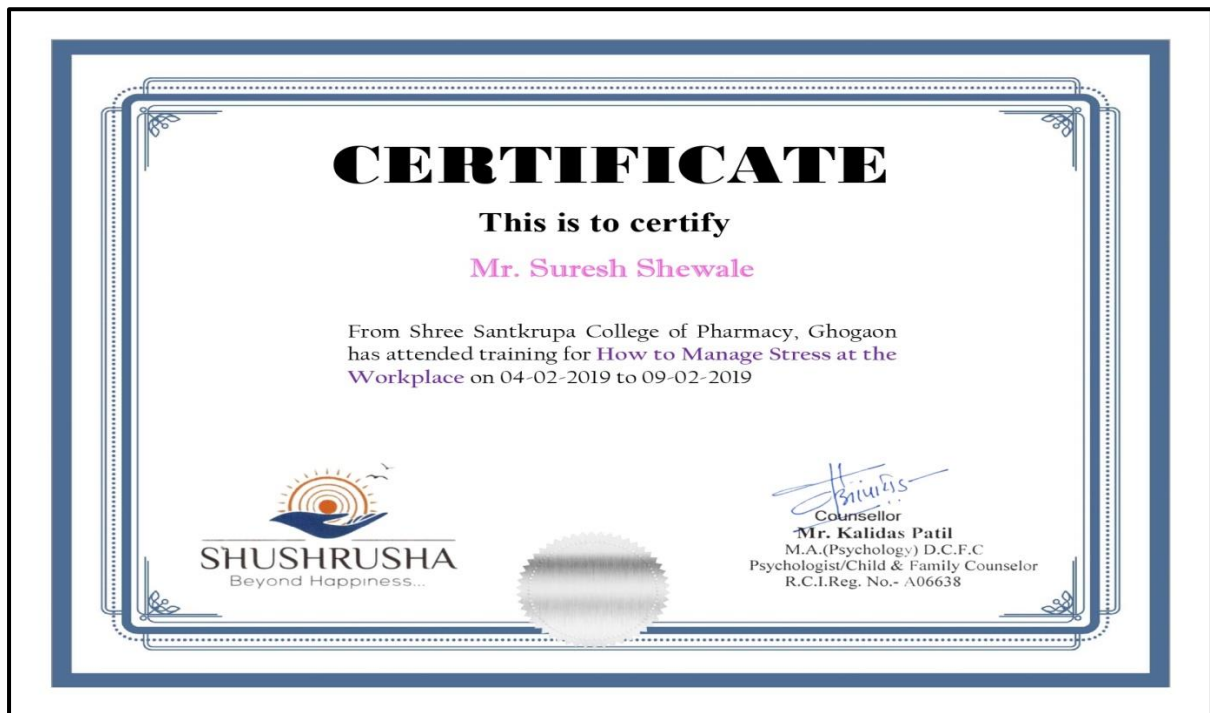 CERTIFICATE
This is to certify
Mr. Suresh Shewale
From Shree Santkrupa College of Pharmacy, Ghogaon
has attended training for How to Manage Stress at the
Workplace on 04-02-2019 to 09-02-2019
SHUSHRUSHA
Beyond Happiness...
Counsellor
Mr. Kalidas Patil
M.A.(Psychology) D.C.F.C
Psychologist/Child & Family Counselor
R.C.I.Reg. No.- A06638